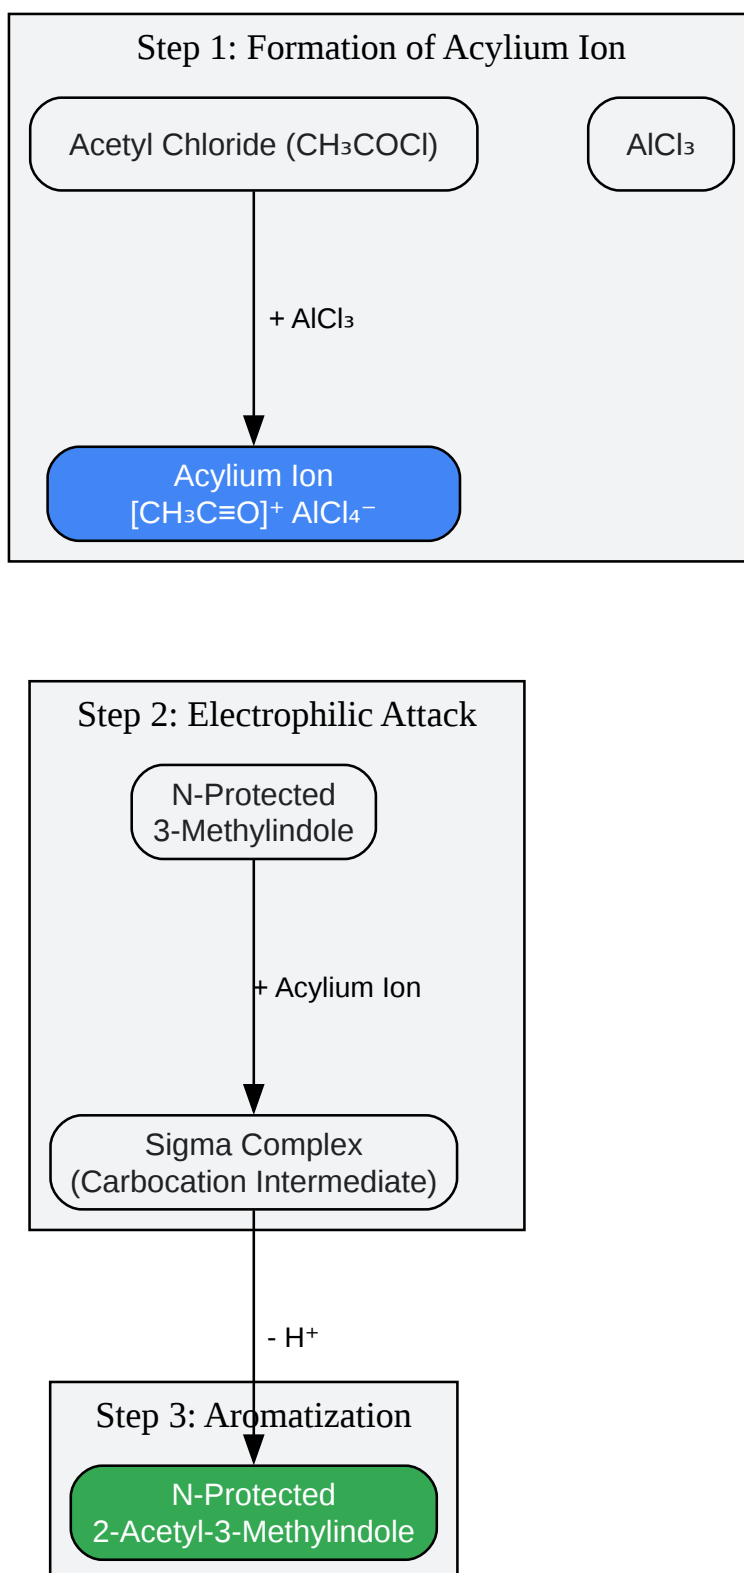 Step 1: Formation of Acylium Ion
Acetyl Chloride (CH₃COCl)
AlCl₃
+ AlCl₃
Acylium Ion
[CH₃C≡O]⁺ AlCl₄⁻
Step 2: Electrophilic Attack
N-Protected
3-Methylindole
+ Acylium Ion
Sigma Complex
(Carbocation Intermediate)
- H⁺
Step 3: Aromatization
N-Protected
2-Acetyl-3-Methylindole